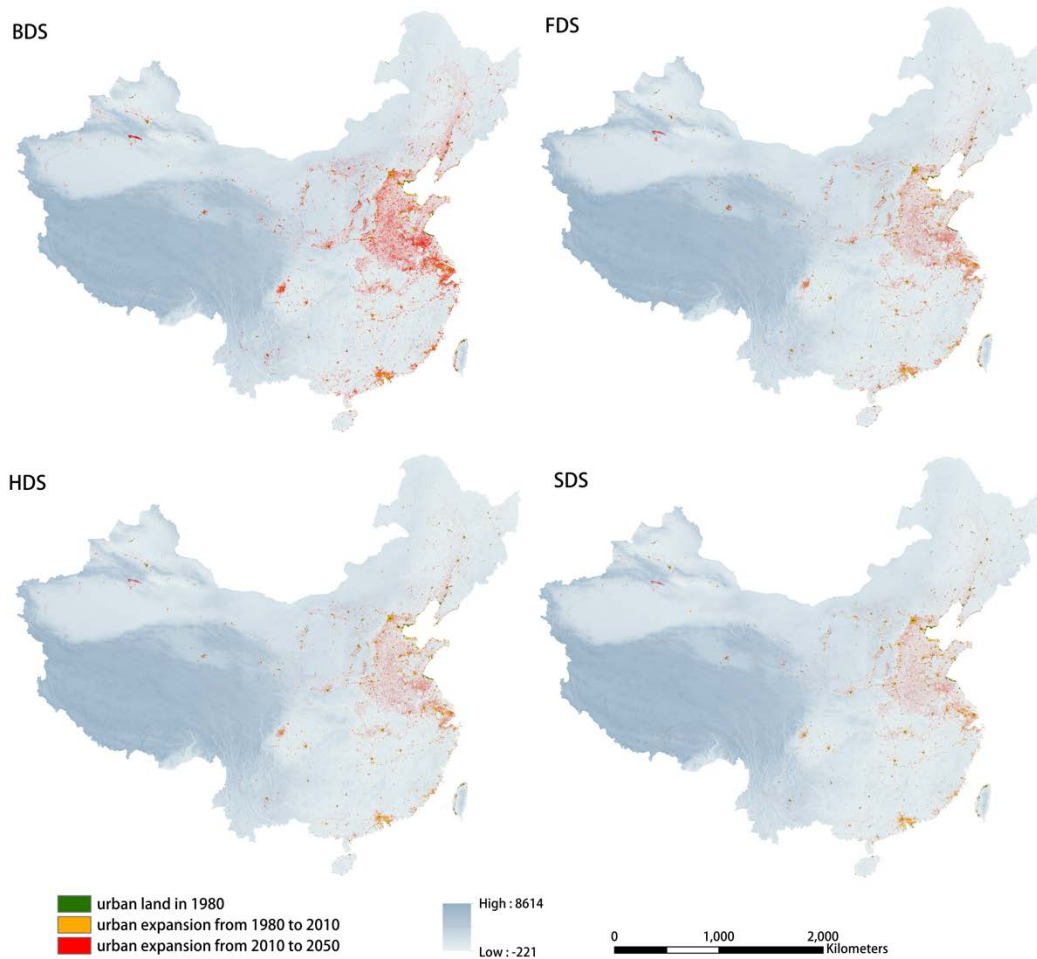 BDS
FDS
HDS
SDS
urban land in 1980
urban expansion from 1980 to 2010
urban expansion from 2010 to 2050
High : 8614
Low : -221
0 1,000 2,000
Kilometers